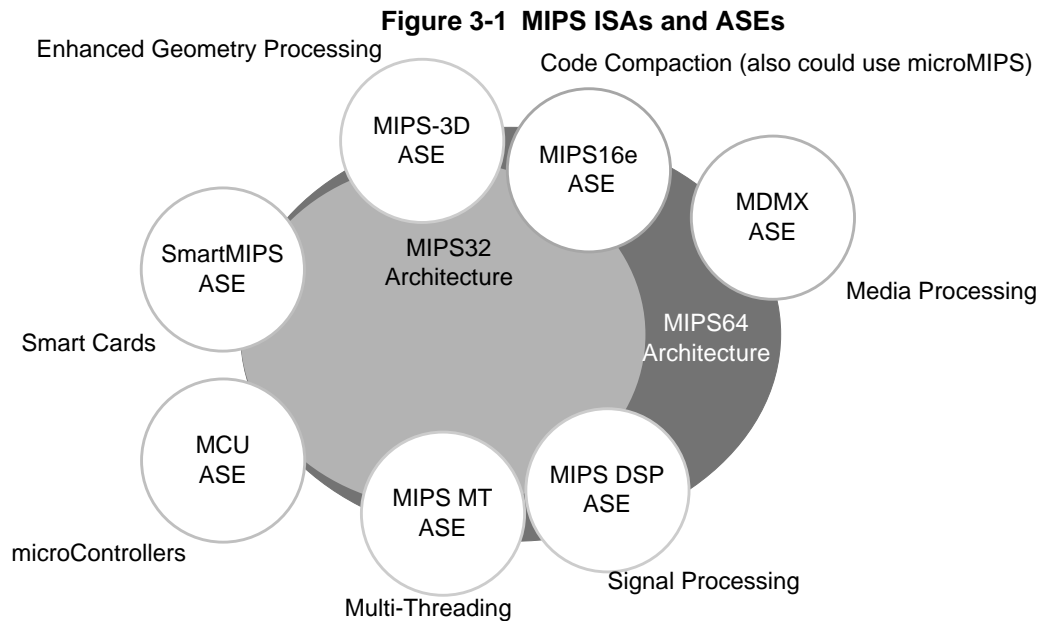 Figure 3-1 MIPS ISAs and ASEs
Enhanced Geometry Processing
Code Compaction (also could use microMIPS)
MIPS-3D
ASE
MIPS16e
ASE
MDMX
ASE
SmartMIPS
ASE
MIPS32
Architecture
Media Processing
MIPS64
Architecture
Smart Cards
MCU
ASE
MIPS MT
ASE
MIPS DSP
ASE
microControllers
Signal Processing
Multi-Threading